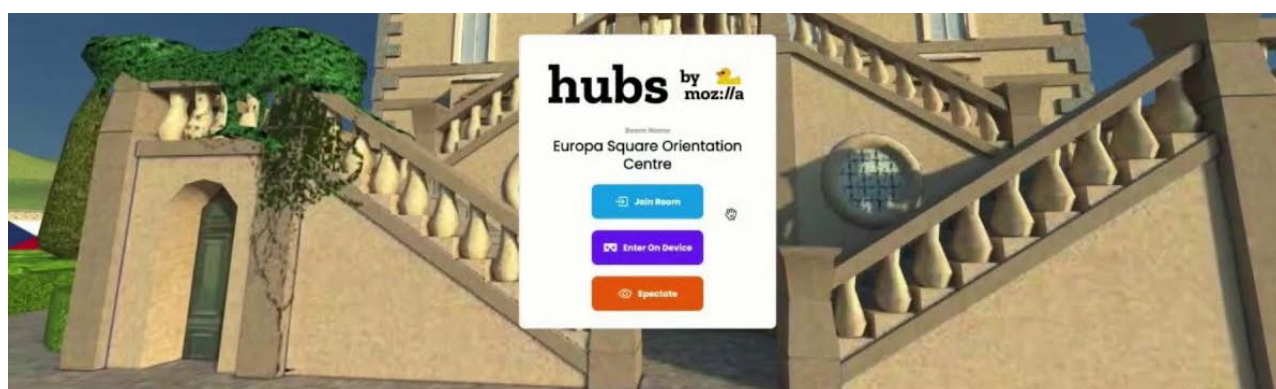 hubs by
moz://a
Room Name
Europa Square Orientation
Centre
Join Room
Enter On Device
Spectate